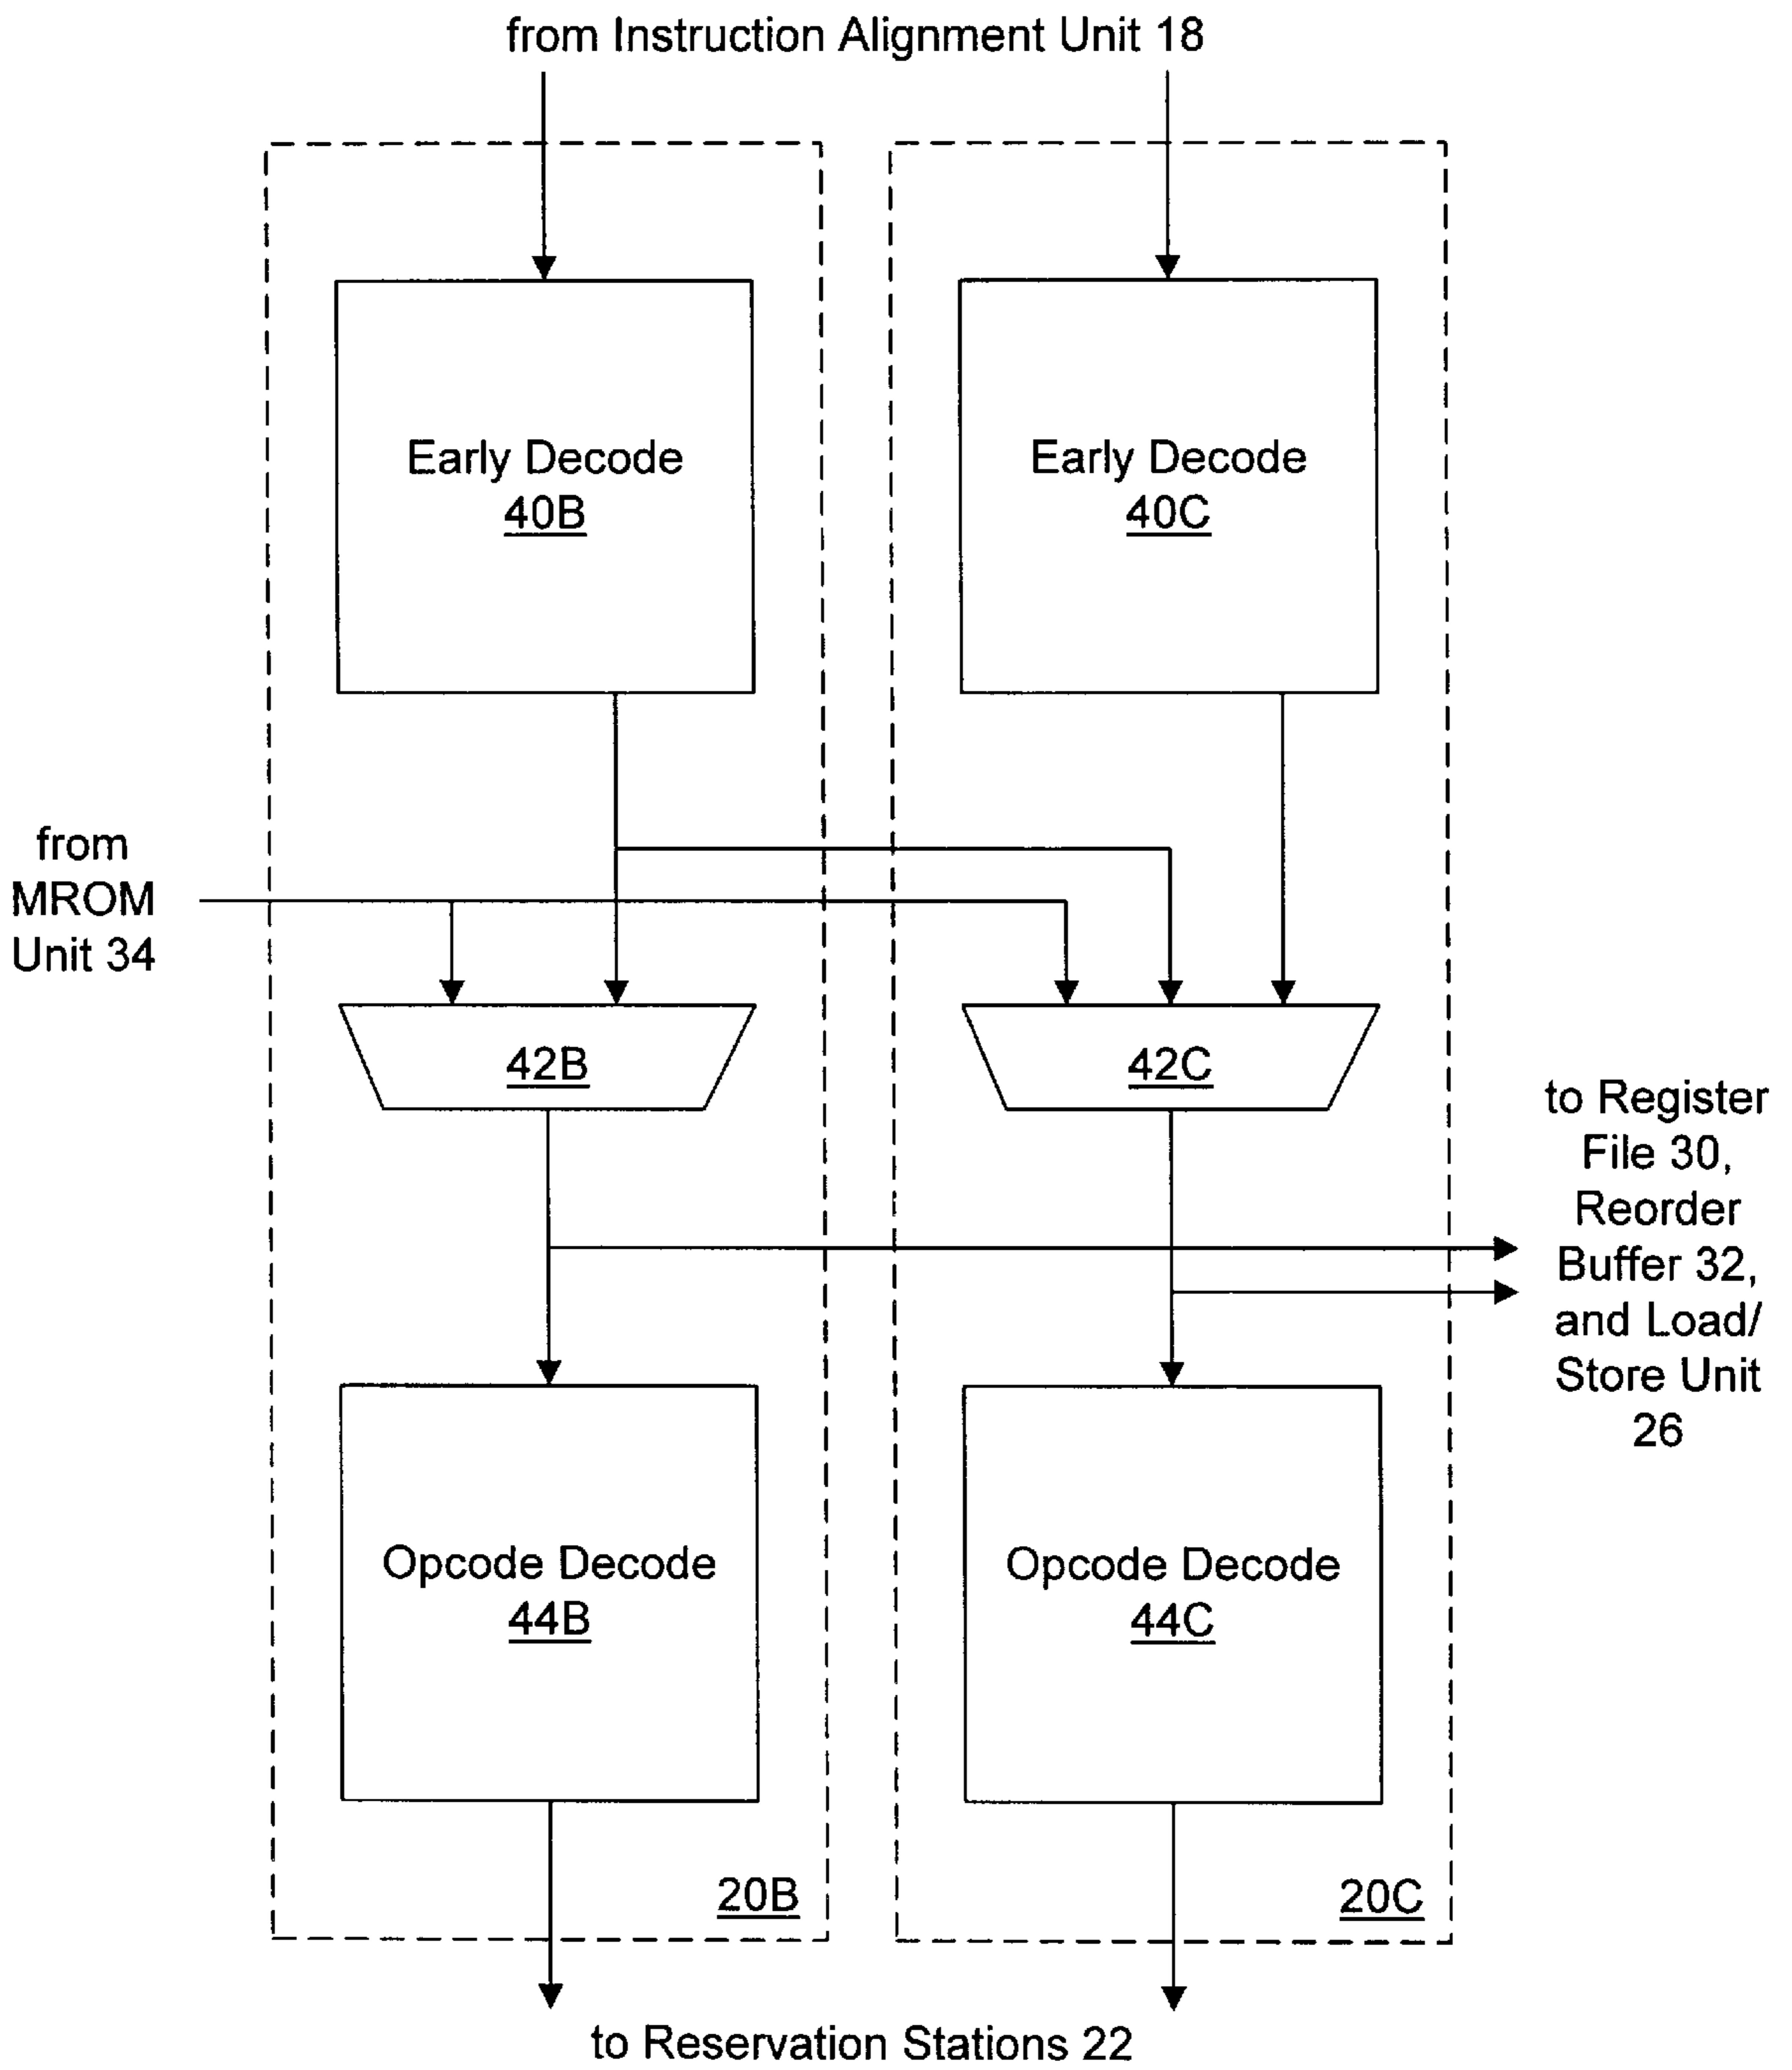 from Instruction Alignment Unit 18
Early Decode
40B
Early Decode
40C
from
MROM
Unit 34
42B
42C
to Register
File 30,
Reorder
Buffer 32,
and Load/
Store Unit
26
Opcode Decode
44B
Opcode Decode
44C
20B
20C
to Reservation Stations 22